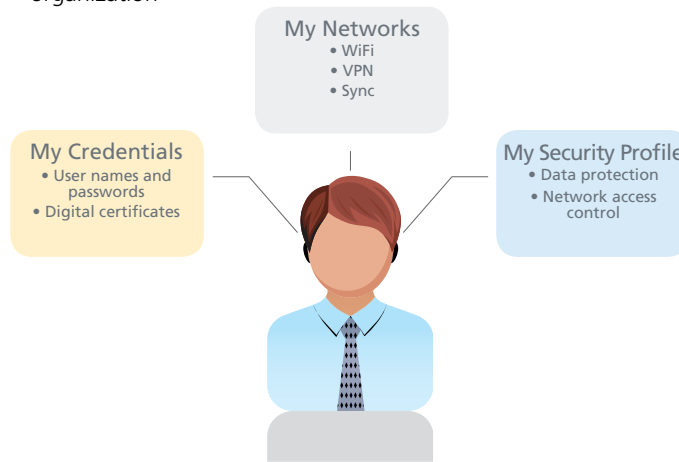 organization
My Networks
• WiFi
• VPN
• Sync
My Credentials
• User names and
passwords
• Digital certificates
My Security Profile
• Data protection
• Network access
control